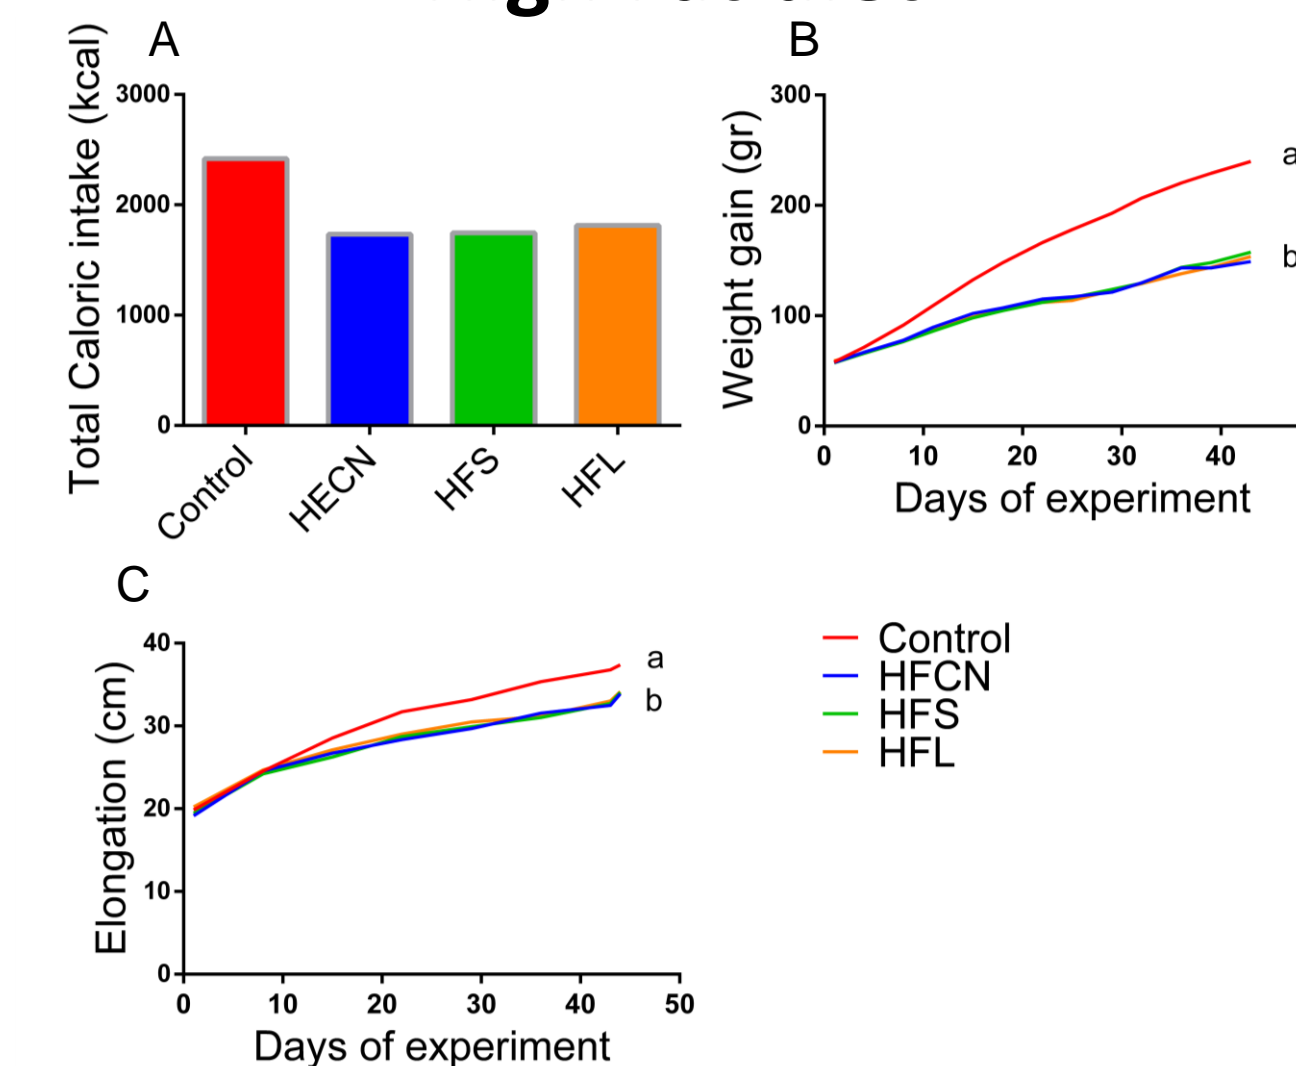 A
Total Caloric intake (kcal)
3000
2000
1000
0
Control
HECN
HFS
HFL
B
Weight gain (gr)
300
200
100
0
0 10 20 30 40
Days of experiment
a
b
C
Elongation (cm)
40
30
20
10
0
0 10 20 30 40 50
Days of experiment
a
b
Control
HFCN
HFS
HFL